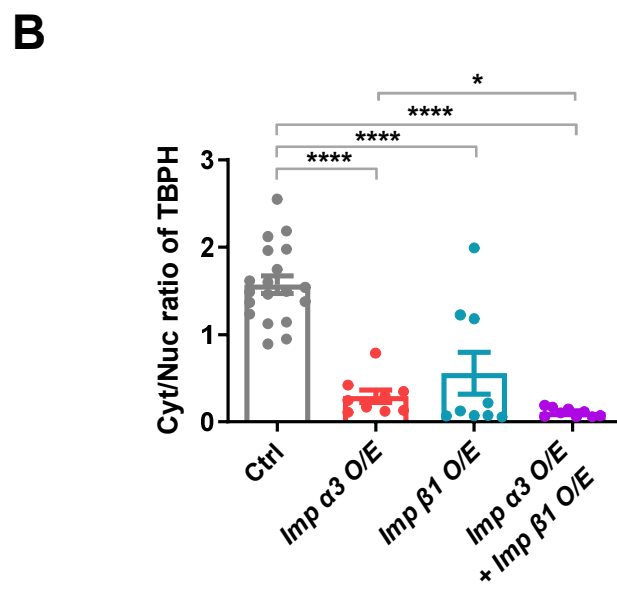 B
*
****
****
****
Cyt/Nuc ratio of TBPH
3
2
1
0
Ctrl
Imp α3 O/E
Imp β1 O/E
Imp α3 O/E
+ Imp β1 O/E